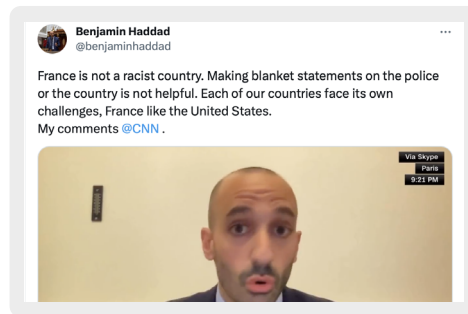 Benjamin Haddad
@benjaminhaddad
France is not a racist country. Making blanket statements on the police
or the country is not helpful. Each of our countries face its own
challenges, France like the United States.
My comments @CNN .
Via Skype
Paris
9:21 PM